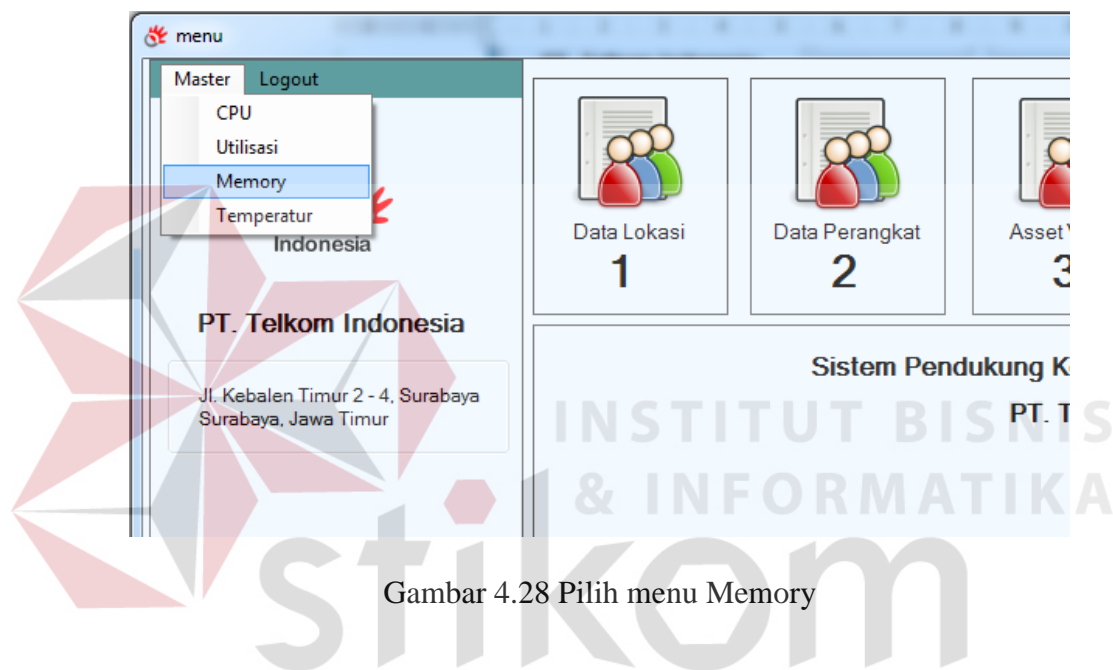 menu
Master Logout
CPU
Utilisasi
Memory
Temperatur
Indonesia
PT. Telkom Indonesia
Jl. Kebalen Timur 2 - 4, Surabaya
Surabaya, Jawa Timur
Data Lokasi
1
Data Perangkat
2
Asset
3
Sistem Pendukung
PT.
INSTITUT BISNIS
& INFORMATIKA
stikom
Gambar 4.28 Pilih menu Memory